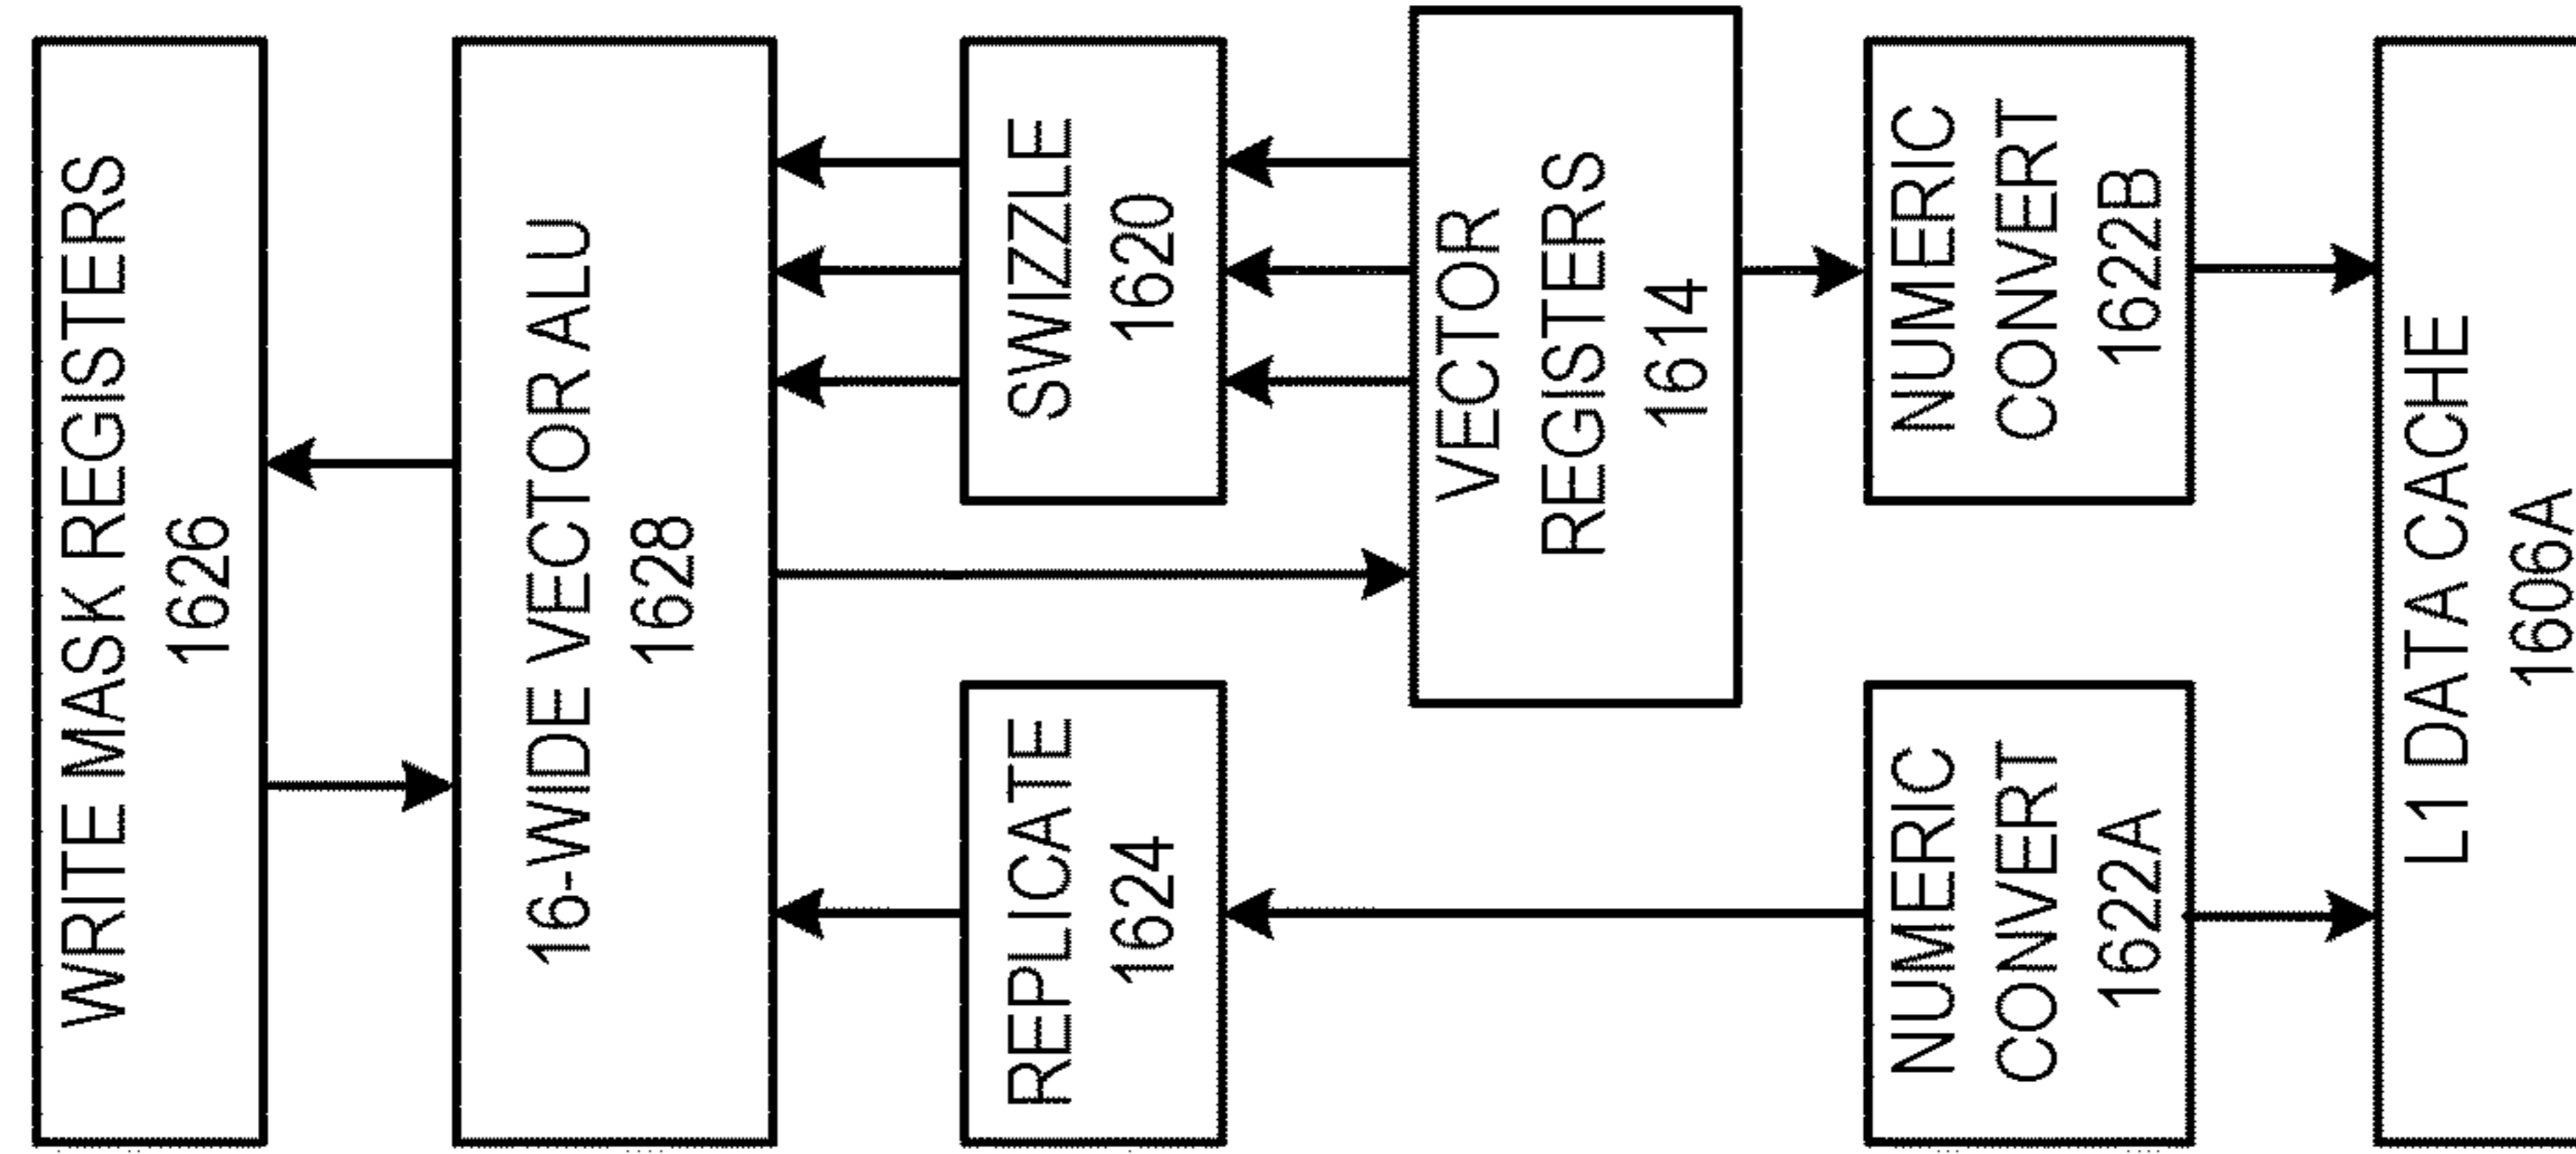 WRITE MASK REGISTERS
1626
16-WIDE VECTOR ALU
1628
REPLICATE
1624
SWIZZLE
1620
VECTOR
REGISTERS
1614
NUMERIC
CONVERT
1622A
NUMERIC
CONVERT
1622B
L1 DATA CACHE
1606A